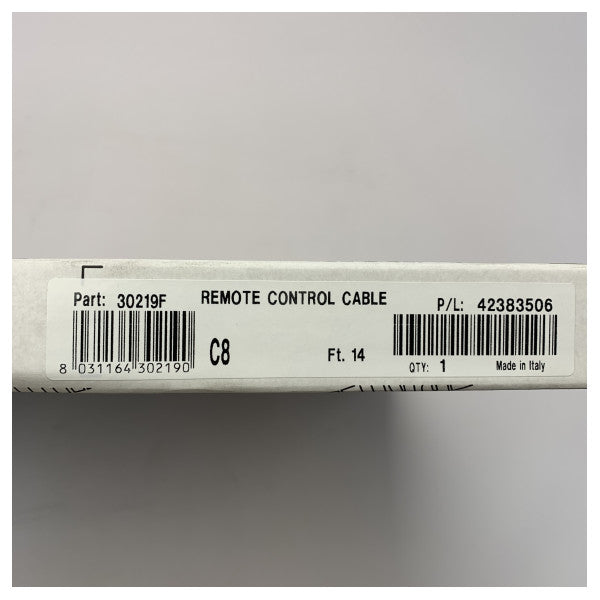 Part: 30219F
REMOTE CONTROL CABLE
P/L: 42383506
C8
Ft. 14
8 031164 302190
QTY: 1
Made in Italy